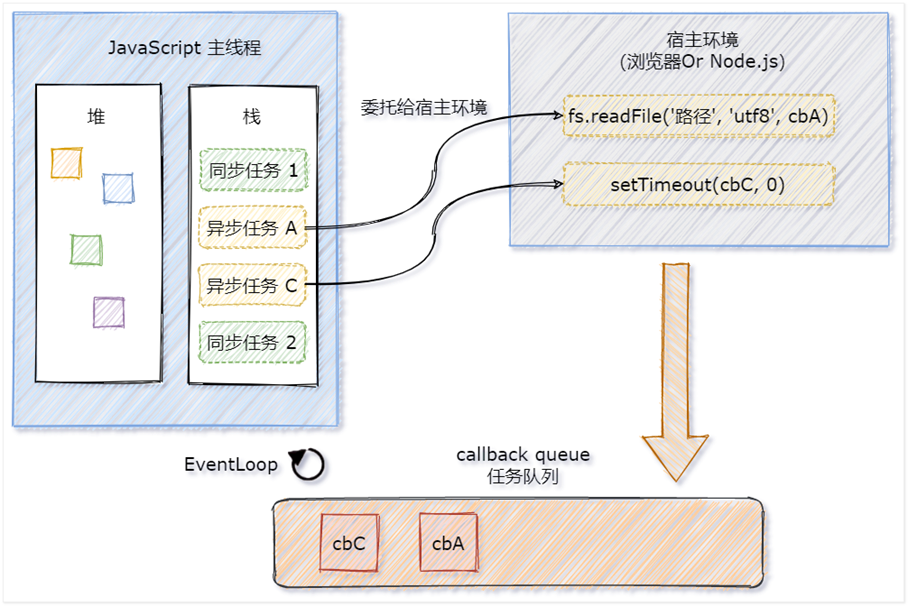 JavaScript 主线程
堆
栈
同步任务 1
异步任务 A
异步任务 C
同步任务 2
委托给宿主环境
宿主环境
(浏览器Or Node.js)
fs.readFile('路径', 'utf8', cbA)
setTimeout(cbC, 0)
EventLoop
callback queue
任务队列
cbC
cbA